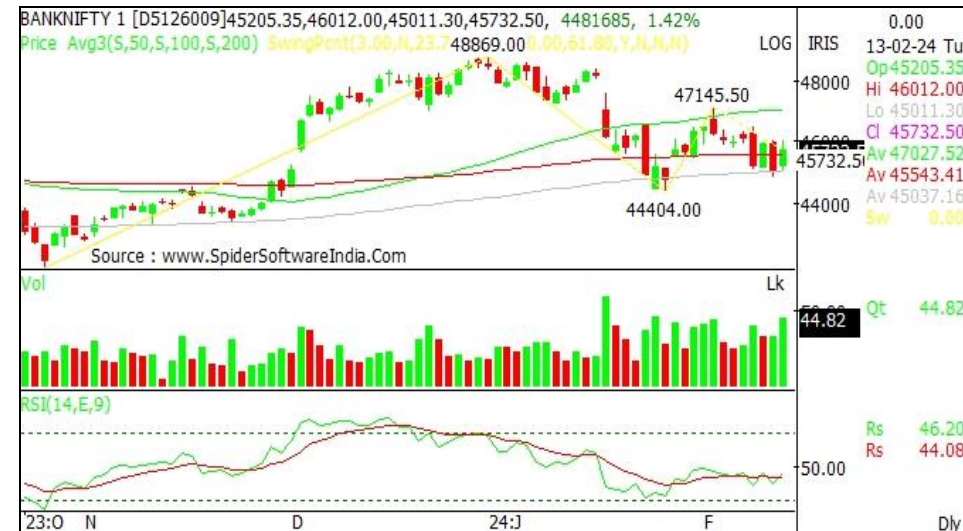 BANKNIFTY 1 [D5126009]45205.35,46012.00,45011.30,45732.50, 4481685, 1.42%
Price Avg3(S,50,S,100,S,200) SwingPcnt(3.00,N,23.7 0.00,61.80,Y,N,N,N)
48869.00
LOG
47145.50
44404.00
Source : www.SpiderSoftwareIndia.Com
48000
45732.5
44000
IRIS
0.00
13-02-24 Tu
Op 45205.35
Hi 46012.00
Lo 45011.30
Cl 45732.50
Av 47027.52
Av 45543.41
Av 45037.16
Sw 0.00
Vol
Lk
44.82
Qt 44.82
RSI(14,E,9)
50.00
Rs 46.20
Rs 44.08
'23:O N D 24:J F Dly